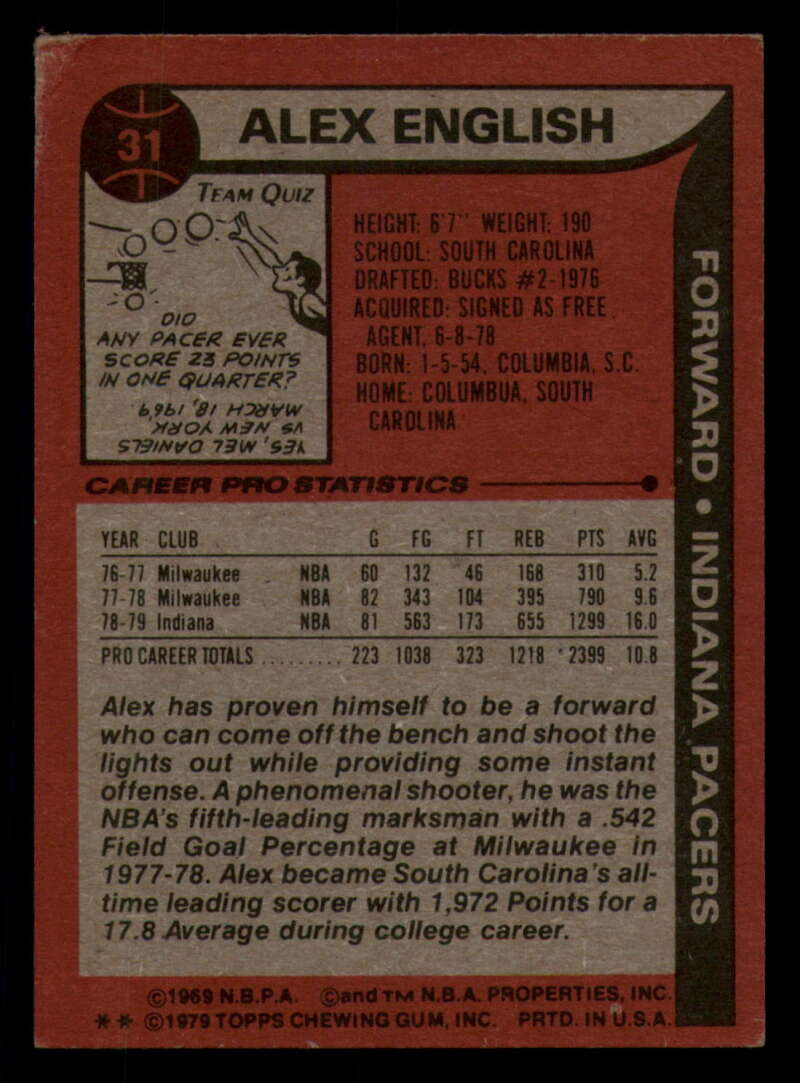 31
ALEX ENGLISH
TEAM QUIZ
DID
ANY PACER EVER
SCORE 23 POINTS
IN ONE QUARTER?
YES, MEL DANIELS
VS NEW YORK,
MARCH 18, 1969
HEIGHT: 6'7" WEIGHT: 190
SCHOOL: SOUTH CAROLINA
DRAFTED: BUCKS #2-1976
ACQUIRED: SIGNED AS FREE
AGENT, 6-8-78
BORN: 1-5-54, COLUMBIA, S.C.
HOME: COLUMBUA, SOUTH
CAROLINA
FORWARD • INDIANA PACERS
CAREER PRO STATISTICS
YEAR CLUB G FG FT REB PTS AVG
76-77 Milwaukee NBA 60 132 46 168 310 5.2
77-78 Milwaukee NBA 82 343 104 395 790 9.6
78-79 Indiana NBA 81 563 173 655 1299 16.0
PRO CAREER TOTALS ......... 223 1038 323 1218 2399 10.8
Alex has proven himself to be a forward
who can come off the bench and shoot the
lights out while providing some instant
offense. A phenomenal shooter, he was the
NBA's fifth-leading marksman with a .542
Field Goal Percentage at Milwaukee in
1977-78. Alex became South Carolina's all-
time leading scorer with 1,972 Points for a
17.8 Average during college career.
©1969 N.B.P.A. ©and TM N.B.A. PROPERTIES, INC.
** ©1979 TOPPS CHEWING GUM, INC. PRTD. IN U.S.A.